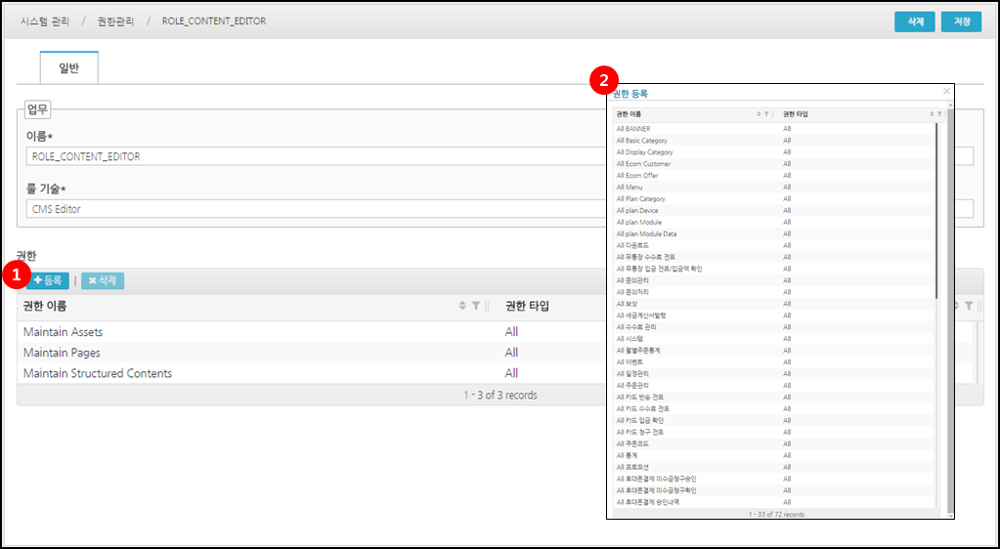 시스템 관리 / 권한관리 / ROLE_CONTENT_EDITOR
삭제
저장
일반
업무
이름*
ROLE_CONTENT_EDITOR
롤 기술*
CMS Editor
권한
1
등록 | 삭제
권한 이름
권한 타입
Maintain Assets
All
Maintain Pages
All
Maintain Structured Contents
All
1 - 3 of 3 records
2
권한 등록
권한 이름
권한 타입
All BANNER
All
All Basic Category
All
All Display Category
All
All Ecom Customer
All
All Ecom Offer
All
All Menu
All
All Plan Category
All
All plan Device
All
All plan Module
All
All plan Module Data
All
All 다운로드
All
All 무통장 수수료 전표
All
All 무통장 입금 전표/입금액 확인
All
All 문의관리
All
All 문의처리
All
All 보상
All
All 세금계산서발행
All
All 수수료 관리
All
All 시스템
All
All 월별주문통계
All
All 이벤트
All
All 일정관리
All
All 주문관리
All
All 카드 반송 전표
All
All 카드 수수료 전표
All
All 카드 입금 확인
All
All 카드 청구 전표
All
All 쿠폰코드
All
All 통계
All
All 프로모션
All
All 휴대폰결제 미수금청구승인
All
All 휴대폰결제 미수금청구확인
All
All 휴대폰결제 승인내역
All
1 - 33 of 72 records